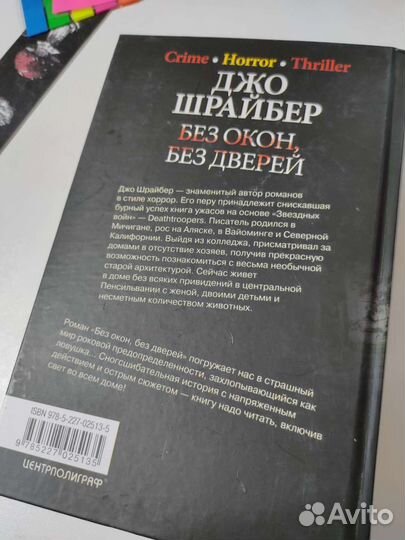 Crime • Horror • Thriller
ДЖО
ШРАЙБЕР
БЕЗ ОКОН,
БЕЗ ДВЕРЕЙ
Джо Шрайбер — знаменитый автор романов
в стиле хоррор. Его перу принадлежит снискавшая
бурный успех книга ужасов на основе «Звездных
войн» — Deathtroopers. Писатель родился в
Мичигане, рос на Аляске, в Вайоминге и Северной
Калифорнии. Выйдя из колледжа, присматривал за
домами в отсутствие хозяев, получив прекрасную
возможность познакомиться с весьма необычной
старой архитектурой. Сейчас живет
в доме без всяких привидений в центральной
Пенсильвании с женой, двоими детьми и
несметным количеством животных.
Роман «Без окон, без дверей» погружает нас в страшный
мир роковой предопределенности, захлопывающийся как
ловушка... Сногсшибательная история с напряженным
действием и острым сюжетом — книгу надо читать, включив
свет во всем доме!
ISBN 978-5-227-02513-5
9 785227 025135
ЦЕНТРПОЛИГРАФ
Avito